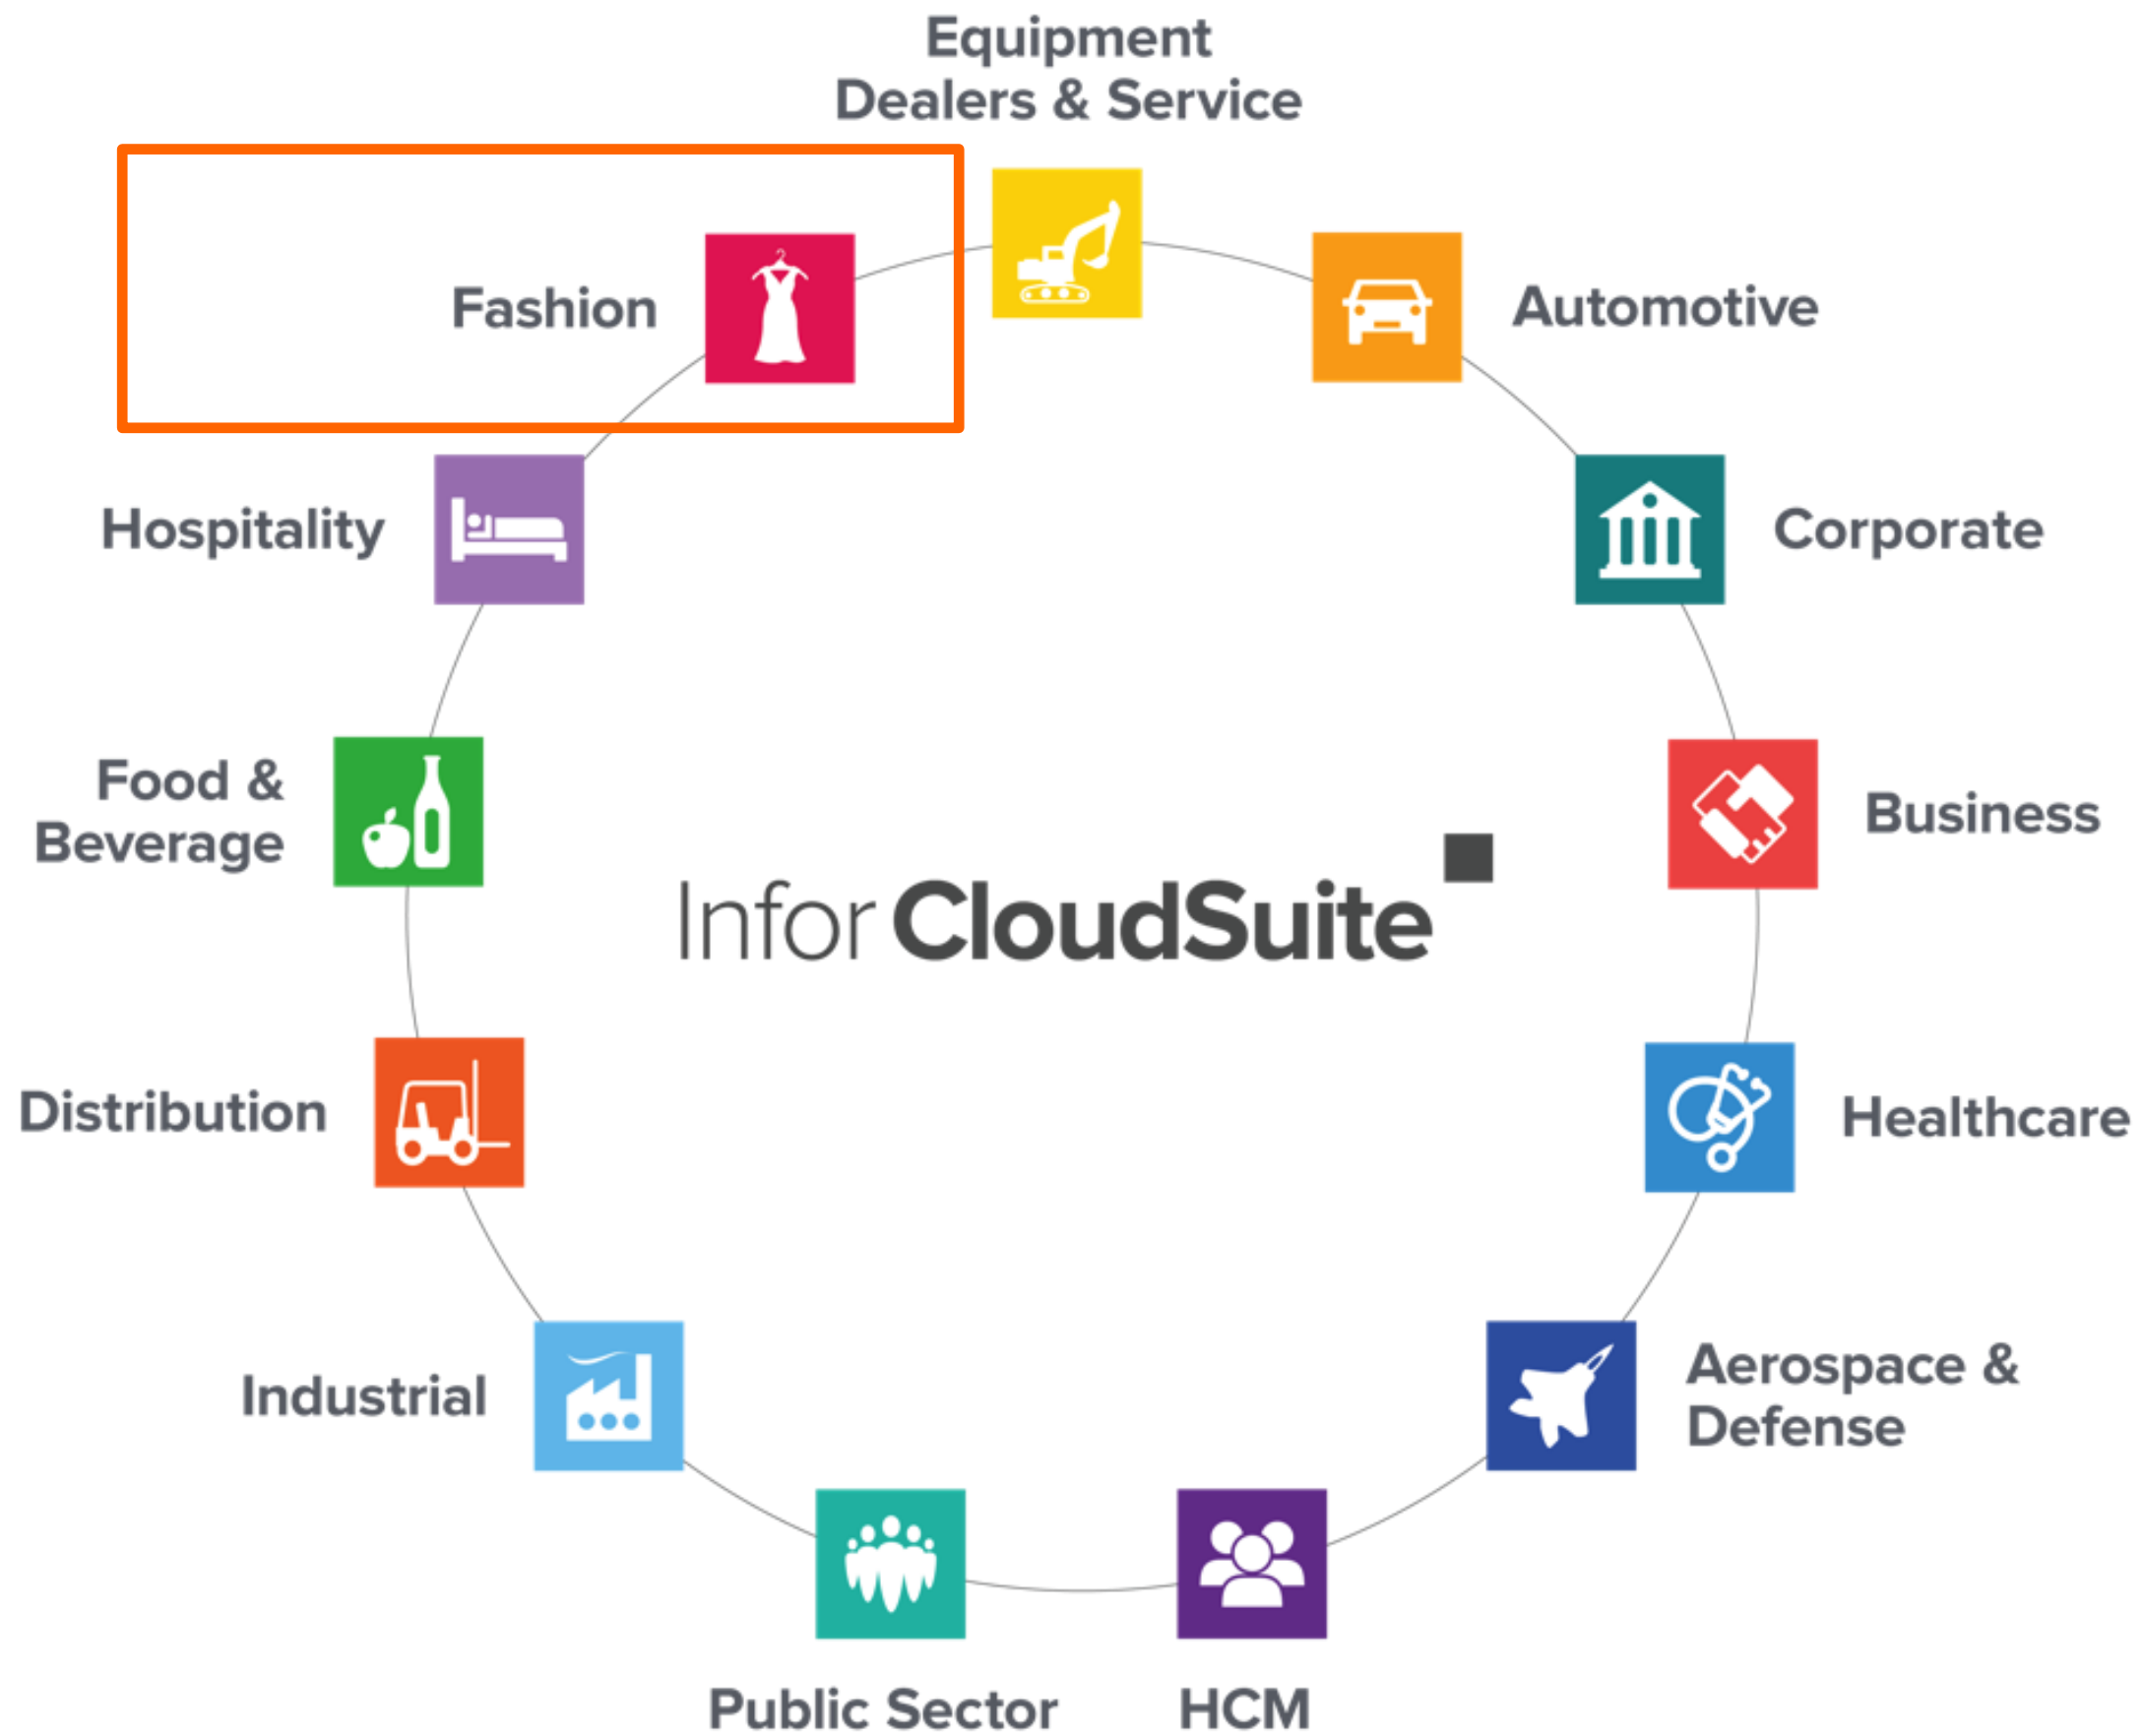 Equipment
Dealers & Service
Fashion
Automotive
Hospitality
Corporate
Food &
Beverage
Business
Infor CloudSuite
Distribution
Healthcare
Industrial
Aerospace &
Defense
Public Sector
HCM